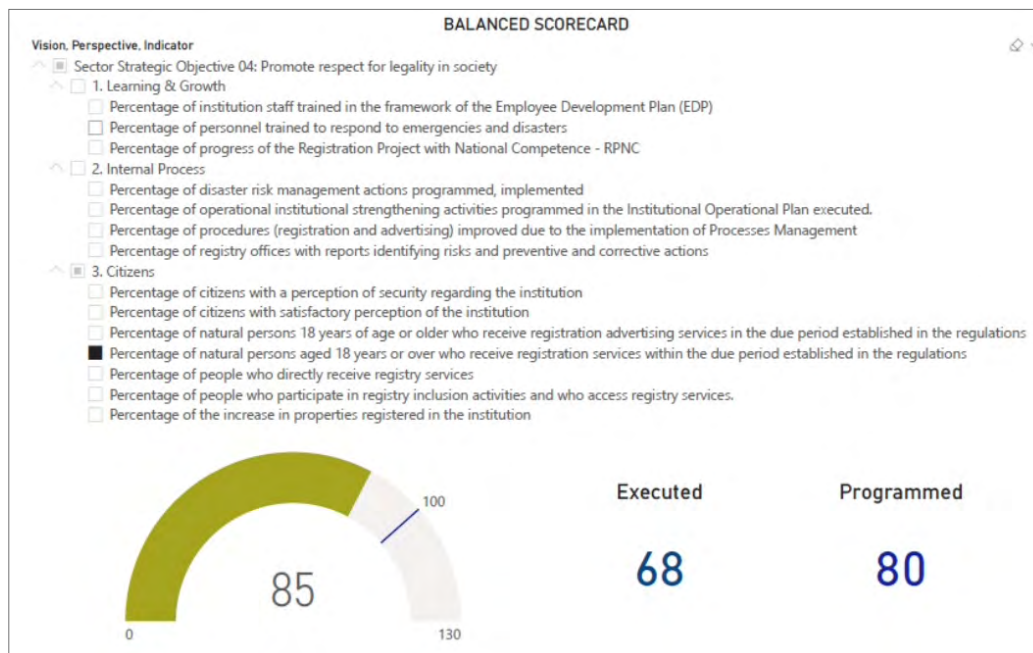 BALANCED SCORECARD
Vision, Perspective, Indicator
Sector Strategic Objective 04: Promote respect for legality in society
1. Learning & Growth
Percentage of institution staff trained in the framework of the Employee Development Plan (EDP)
Percentage of personnel trained to respond to emergencies and disasters
Percentage of progress of the Registration Project with National Competence - RPNC
2. Internal Process
Percentage of disaster risk management actions programmed, implemented
Percentage of operational institutional strengthening activities programmed in the Institutional Operational Plan executed.
Percentage of procedures (registration and advertising) improved due to the implementation of Processes Management
Percentage of registry offices with reports identifying risks and preventive and corrective actions
3. Citizens
Percentage of citizens with a perception of security regarding the institution
Percentage of citizens with satisfactory perception of the institution
Percentage of natural persons 18 years of age or older who receive registration advertising services in the due period established in the regulations
Percentage of natural persons aged 18 years or over who receive registration services within the due period established in the regulations
Percentage of people who directly receive registry services
Percentage of people who participate in registry inclusion activities and who access registry services.
Percentage of the increase in properties registered in the institution
100
85
0
130
Executed
Programmed
68
80